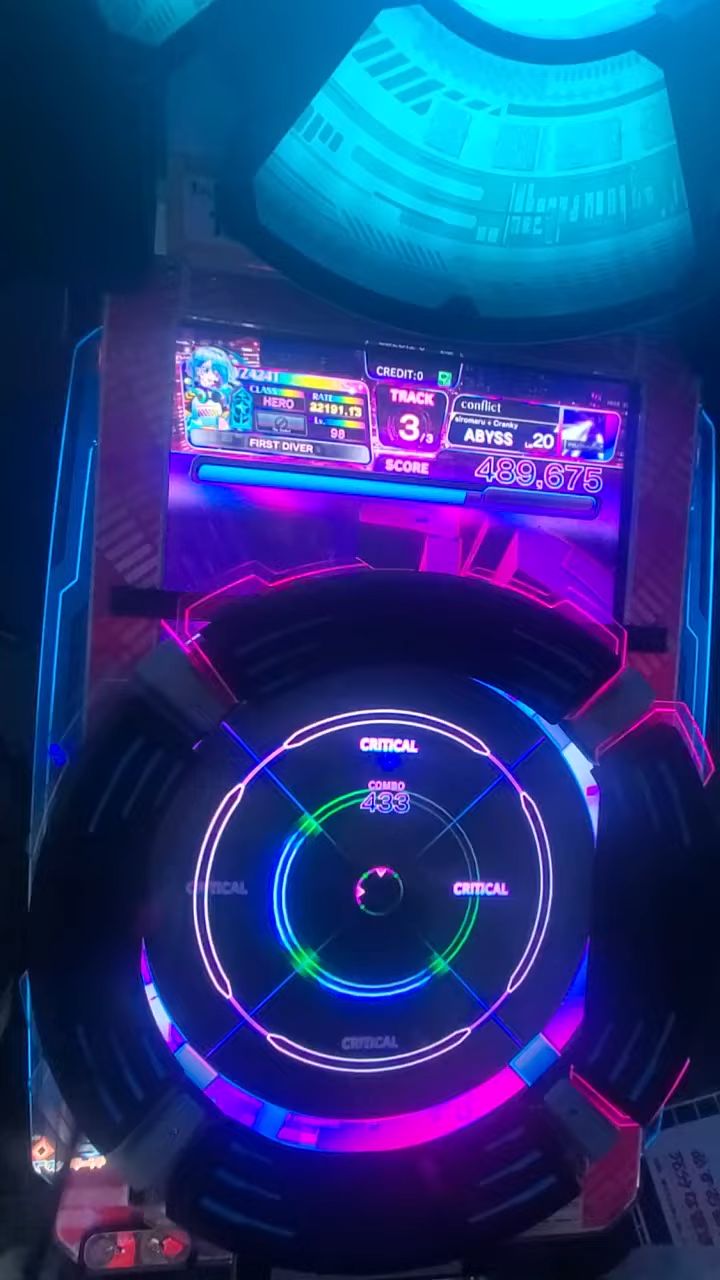 CREDIT:0
CLASS
HERO
RATE
22191.13
Lv.
98
FIRST DIVER
TRACK
3/3
conflict
siromaru + Cranky
ABYSS Lv.20
SCORE
489,675
CRITICAL
COMBO
433
CRITICAL
CRITICAL
CRITICAL